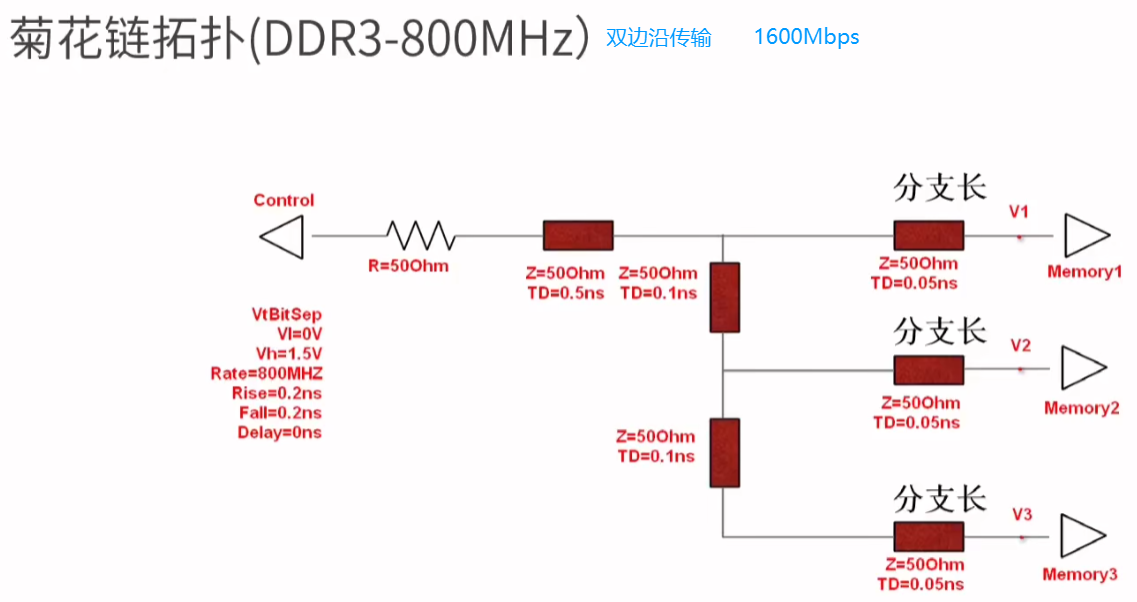 菊花链拓扑(DDR3-800MHz) 双边沿传输 1600Mbps
Control
R=50Ohm
Z=50Ohm
TD=0.5ns
Z=50Ohm
TD=0.1ns
分支长
V1
Z=50Ohm
TD=0.05ns
Memory1
VtBitSep
Vl=0V
Vh=1.5V
Rate=800MHZ
Rise=0.2ns
Fall=0.2ns
Delay=0ns
分支长
V2
Z=50Ohm
TD=0.05ns
Memory2
Z=50Ohm
TD=0.1ns
分支长
V3
Z=50Ohm
TD=0.05ns
Memory3